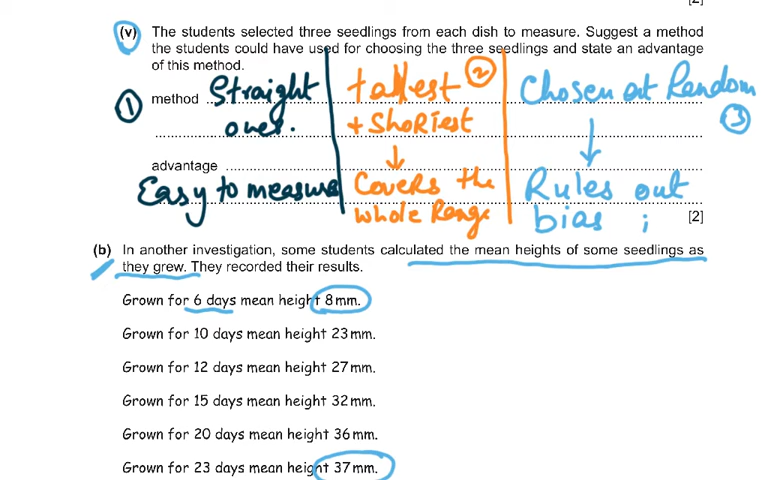 [2]
(v) The students selected three seedlings from each dish to measure. Suggest a method
the students could have used for choosing the three seedlings and state an advantage
of this method.
① method Straight
ones.
advantage
Easy to measure
tallest ②
+ Shortest
Covers the
whole Range
Chosen at Random
③
Rules out
bias ;
[2]
(b) In another investigation, some students calculated the mean heights of some seedlings as
they grew. They recorded their results.
Grown for 6 days mean height 8 mm.
Grown for 10 days mean height 23 mm.
Grown for 12 days mean height 27 mm.
Grown for 15 days mean height 32 mm.
Grown for 20 days mean height 36 mm.
Grown for 23 days mean height 37 mm.